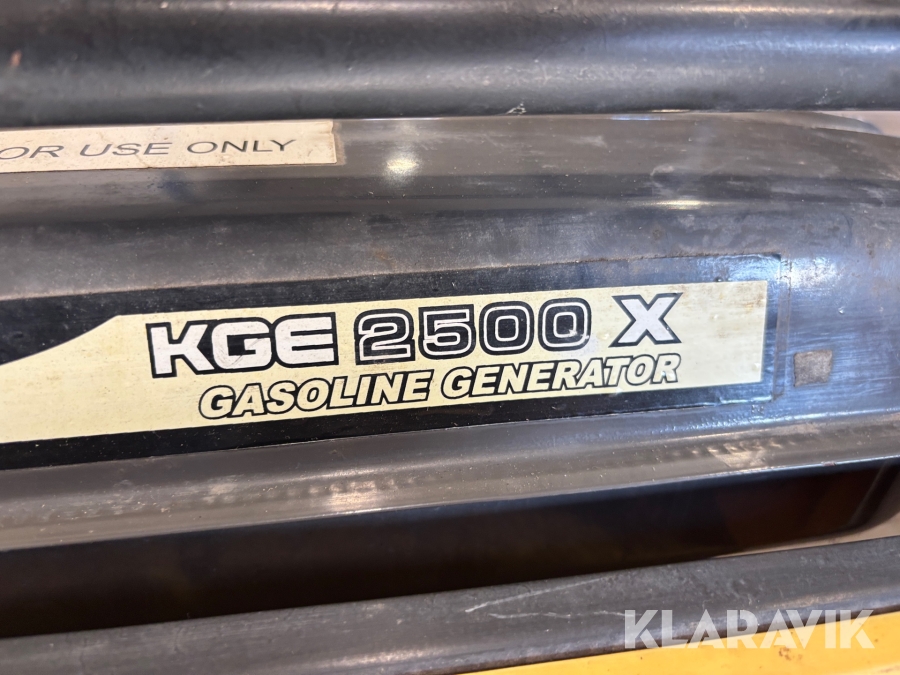 OR USE ONLY
KGE 2500 X
GASOLINE GENERATOR
KLARAVIK